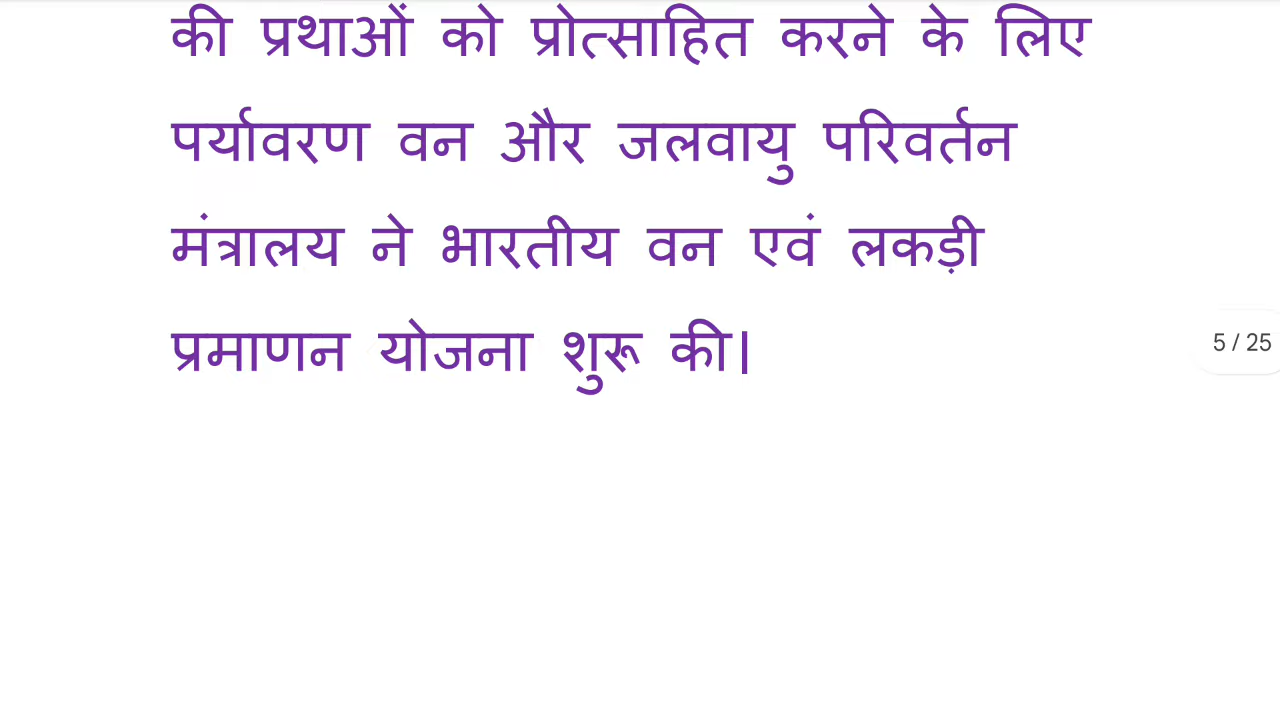 की प्रथाओं को प्रोत्साहित करने के लिए
पर्यावरण वन और जलवायु परिवर्तन
मंत्रालय ने भारतीय वन एवं लकड़ी
प्रमाणन योजना शुरू की।
5 / 25